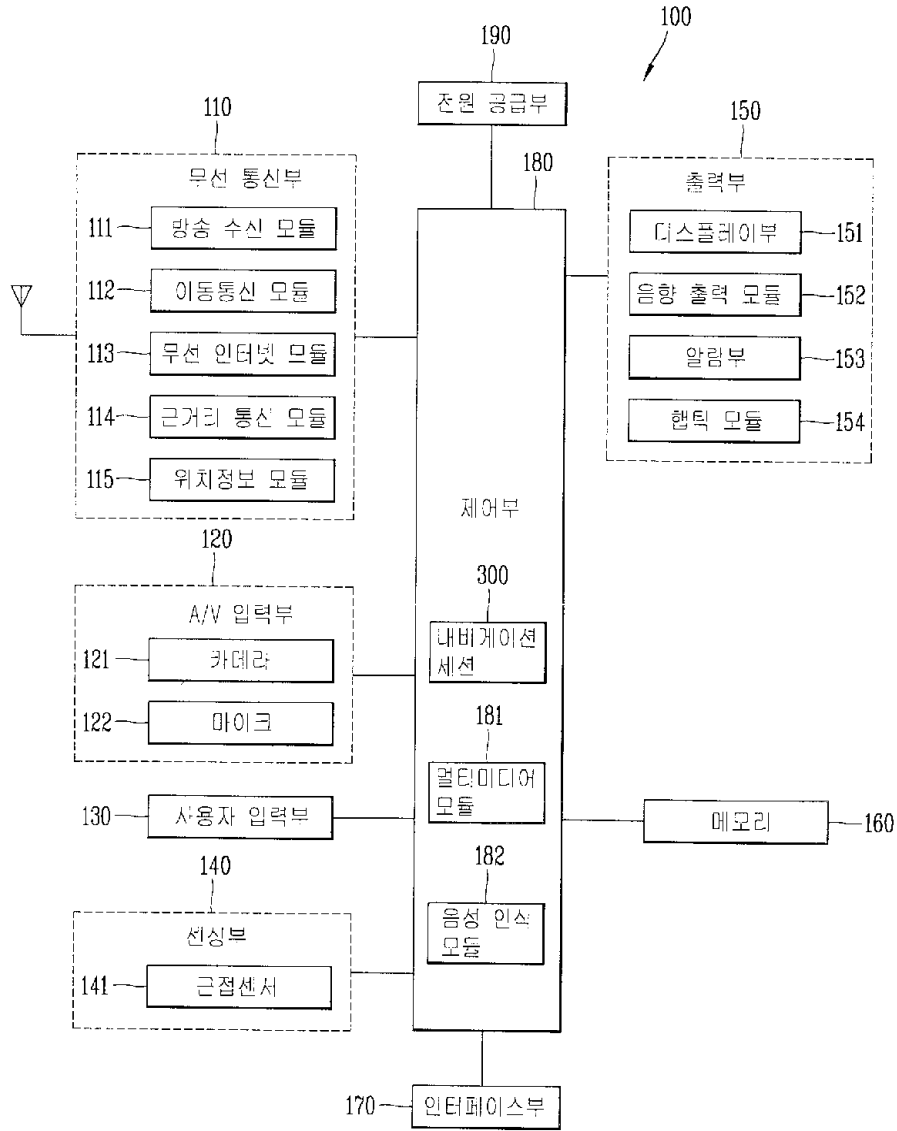 100
190
전원 공급부
110
무선 통신부
111
방송 수신 모듈
112
이동통신 모듈
113
무선 인터넷 모듈
114
근거리 통신 모듈
115
위치정보 모듈
120
A/V 입력부
121
카메라
122
마이크
130
사용자 입력부
140
센싱부
141
근접센서
180
제어부
300
내비게이션
세션
181
멀티미디어
모듈
182
음성 인식
모듈
150
출력부
디스플레이부
151
음향 출력 모듈
152
알람부
153
햅틱 모듈
154
메모리
160
170
인터페이스부